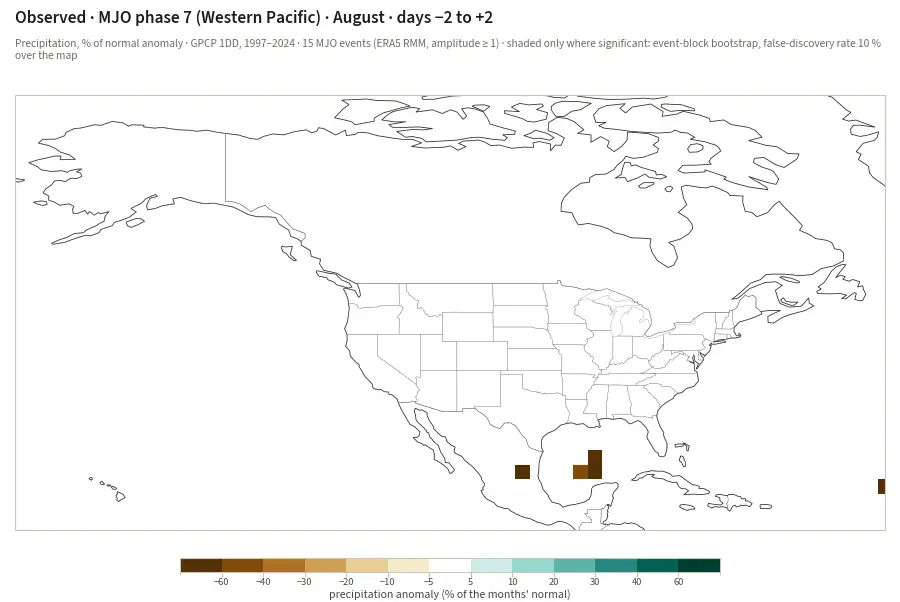 Observed · MJO phase 7 (Western Pacific) · August · days −2 to +2
Precipitation, % of normal anomaly · GPCP 1DD, 1997–2024 · 15 MJO events (ERA5 RMM, amplitude ≥ 1) · shaded only where significant: event-block bootstrap, false-discovery rate 10 %
over the map
−60 −40 −30 −20 −10 −5 5 10 20 30 40 60
precipitation anomaly (% of the months' normal)